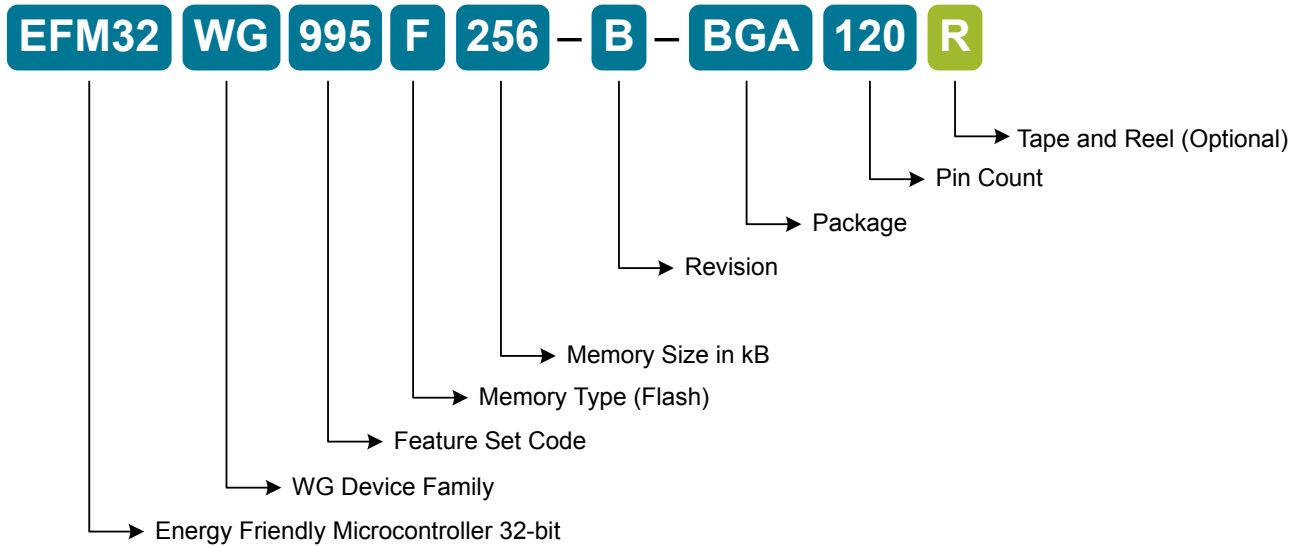 EFM32 WG 995 F 256 – B – BGA 120 R
Tape and Reel (Optional)
Pin Count
Package
Revision
Memory Size in kB
Memory Type (Flash)
Feature Set Code
WG Device Family
Energy Friendly Microcontroller 32-bit